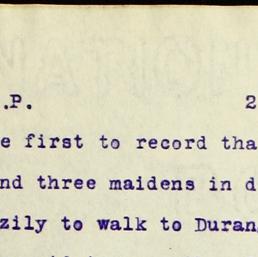 .P. 2
e first to record tha
nd three maidens in d
zily to walk to Duran